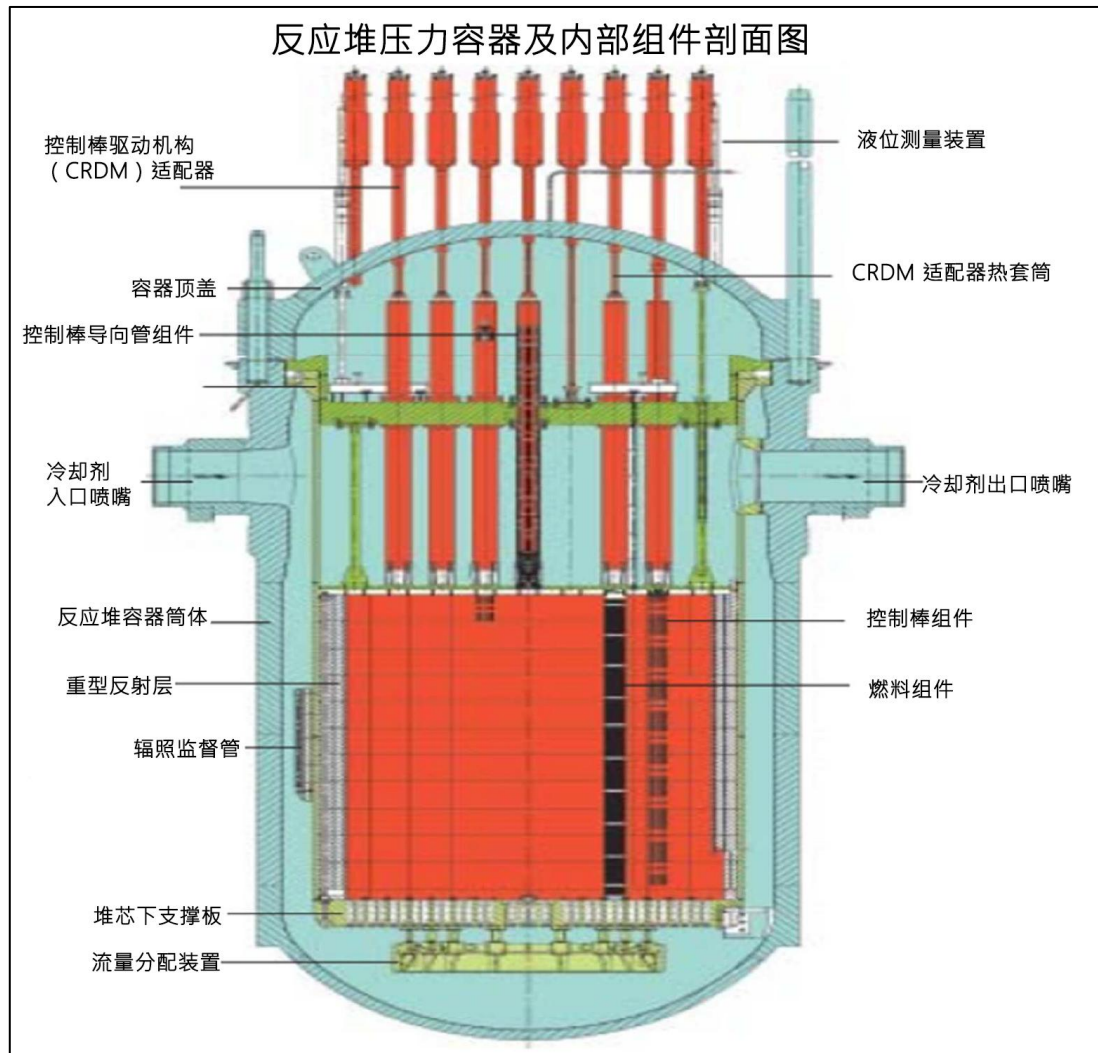 反应堆压力容器及内部组件剖面图
控制棒驱动机构
（CRDM）适配器
液位测量装置
容器顶盖
CRDM 适配器热套筒
控制棒导向管组件
冷却剂
入口喷嘴
冷却剂出口喷嘴
反应堆容器筒体
控制棒组件
重型反射层
燃料组件
辐照监督管
堆芯下支撑板
流量分配装置